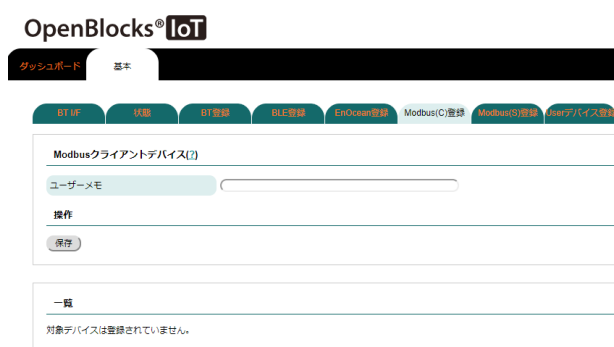 OpenBlocks® IoT
ダッシュボード 基本
BT I/F 状態 BT登録 BLE登録 EnOcean登録 Modbus(C)登録 Modbus(S)登録 Userデバイス登録
Modbusクライアントデバイス(?)
ユーザーメモ
操作
保存
一覧
対象デバイスは登録されていません。